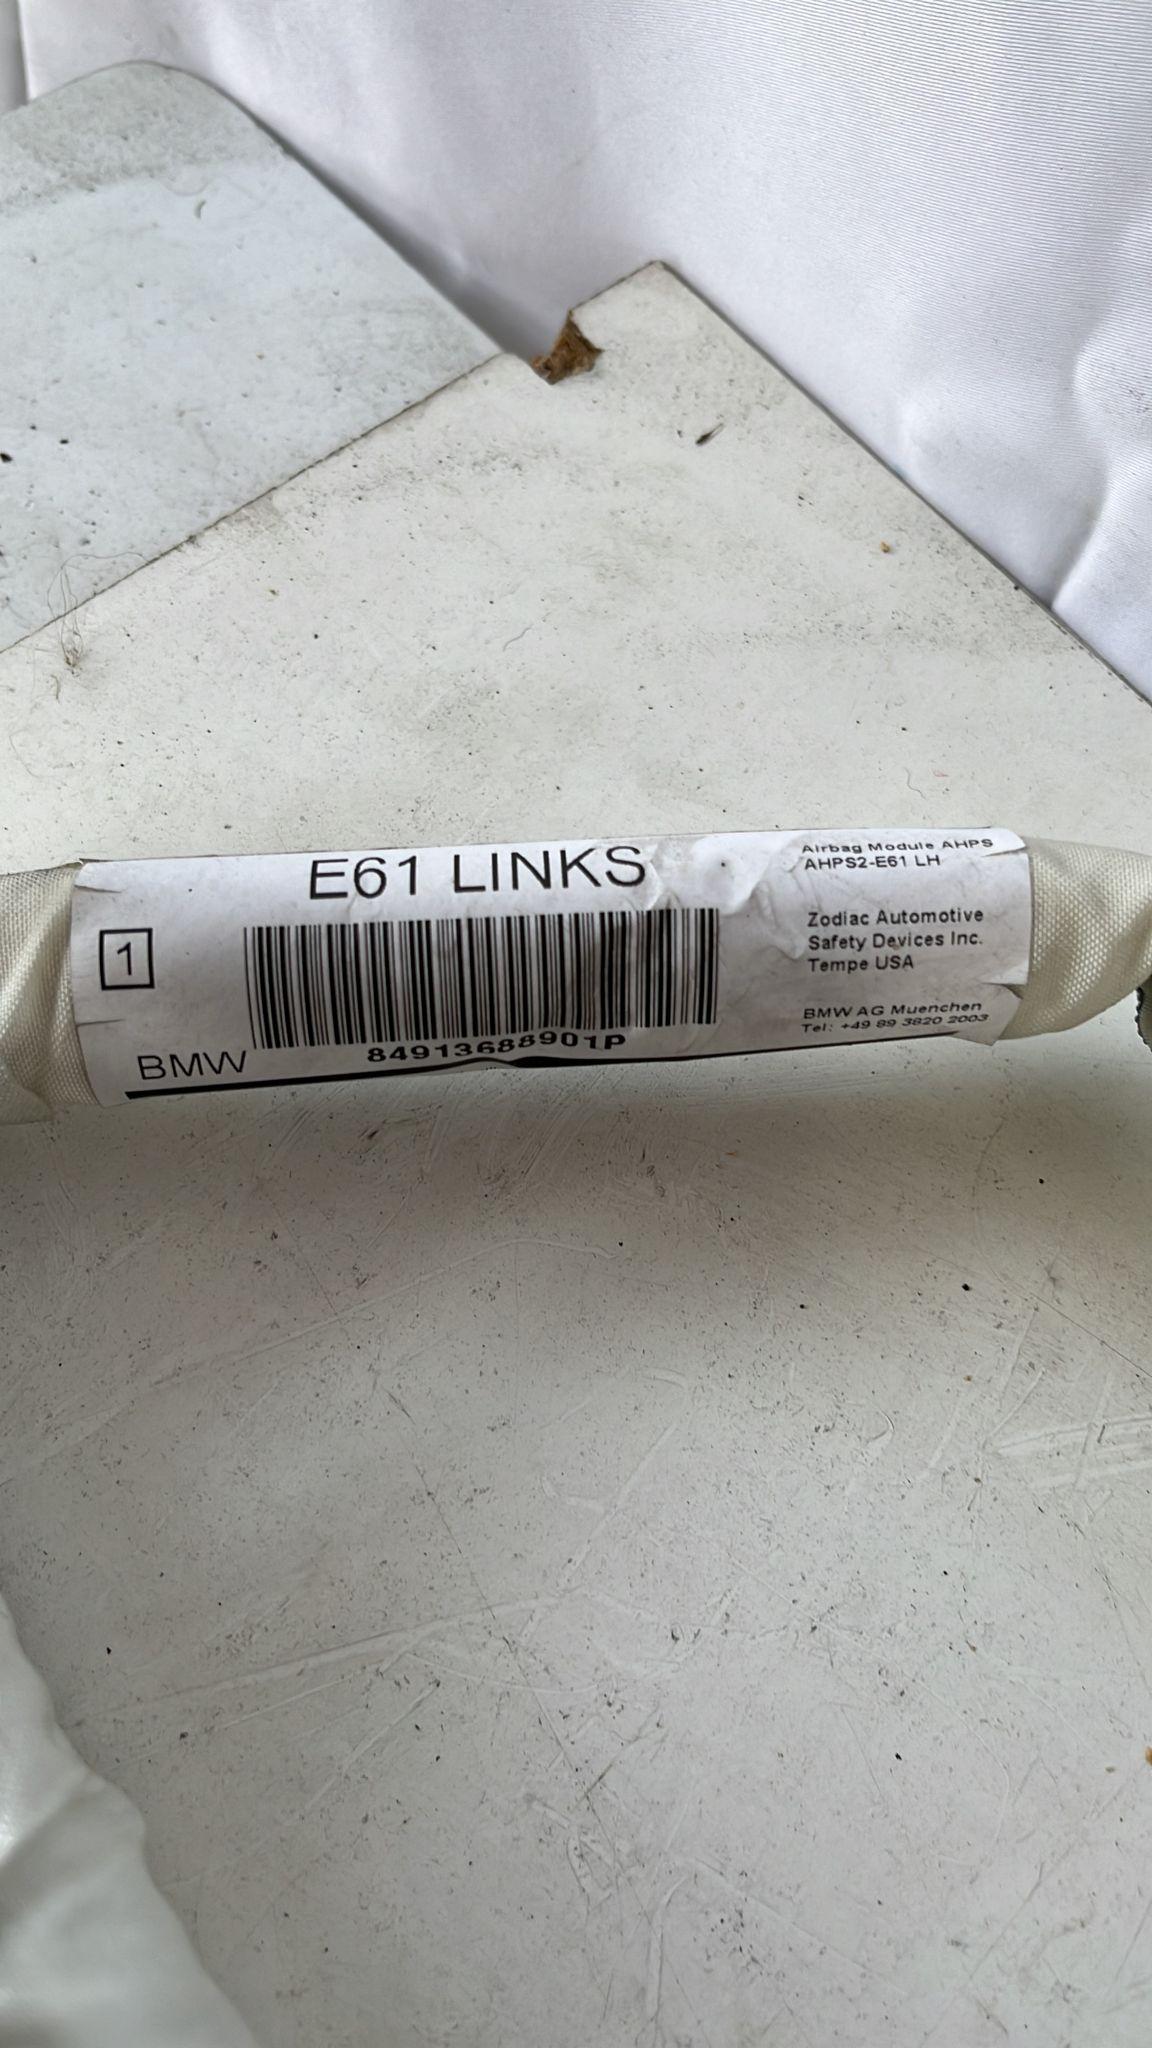 E61 LINKS
1
84913688901P
BMW
Airbag Module AHPS
AHPS2-E61 LH
Zodiac Automotive
Safety Devices Inc.
Tempe USA
BMW AG Muenchen
Tel: +49 89 3820 2003